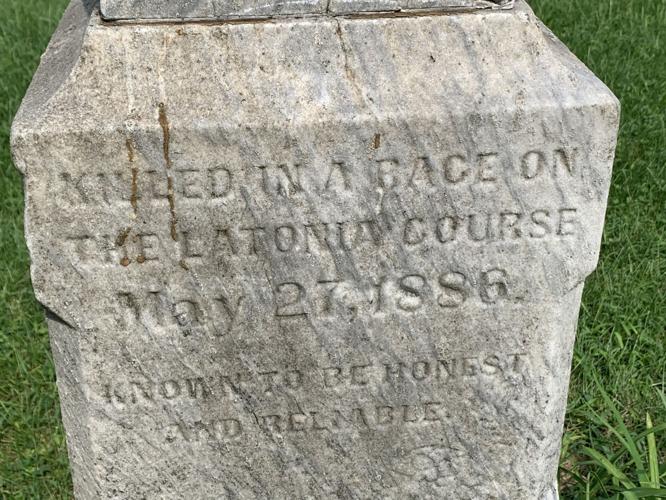 KILLED IN A RACE ON
THE LATONIA COURSE
May 27, 1886.
KNOWN TO BE HONEST
AND RELIABLE.